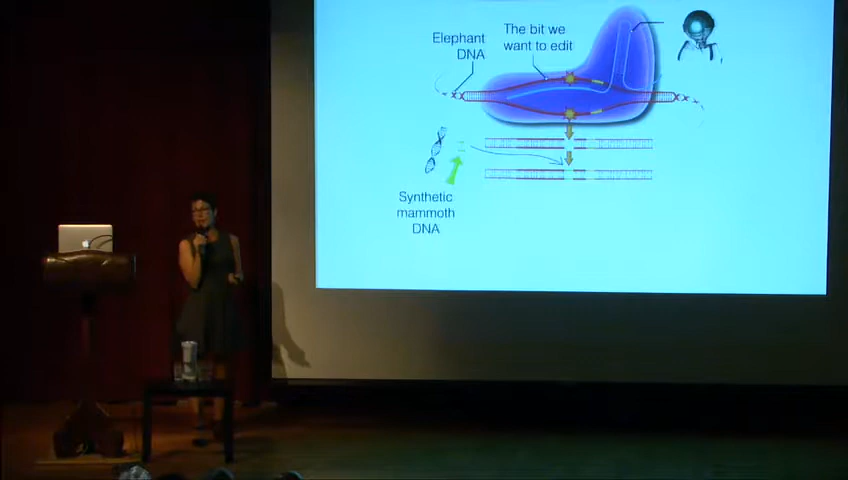 Elephant
DNA
The bit we
want to edit
Synthetic
mammoth
DNA